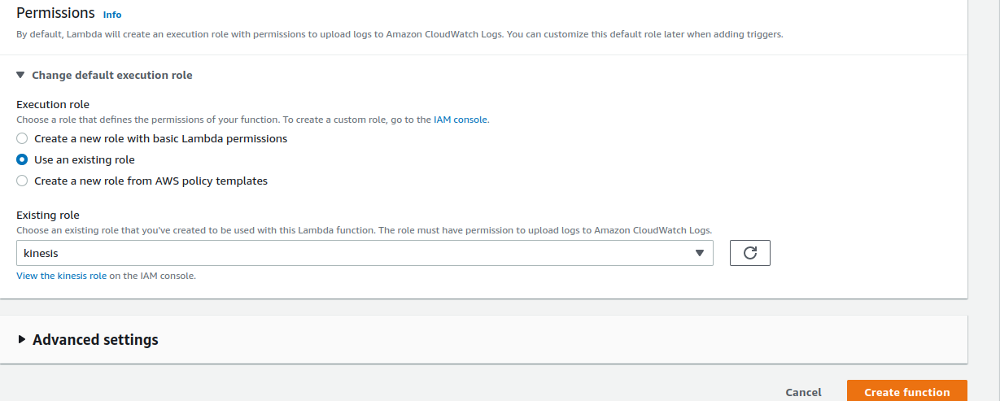 Permissions Info
By default, Lambda will create an execution role with permissions to upload logs to Amazon CloudWatch Logs. You can customize this default role later when adding triggers.
Change default execution role
Execution role
Choose a role that defines the permissions of your function. To create a custom role, go to the IAM console.
Create a new role with basic Lambda permissions
Use an existing role
Create a new role from AWS policy templates
Existing role
Choose an existing role that you've created to be used with this Lambda function. The role must have permission to upload logs to Amazon CloudWatch Logs.
kinesis
View the kinesis role on the IAM console.
Advanced settings
Cancel Create function